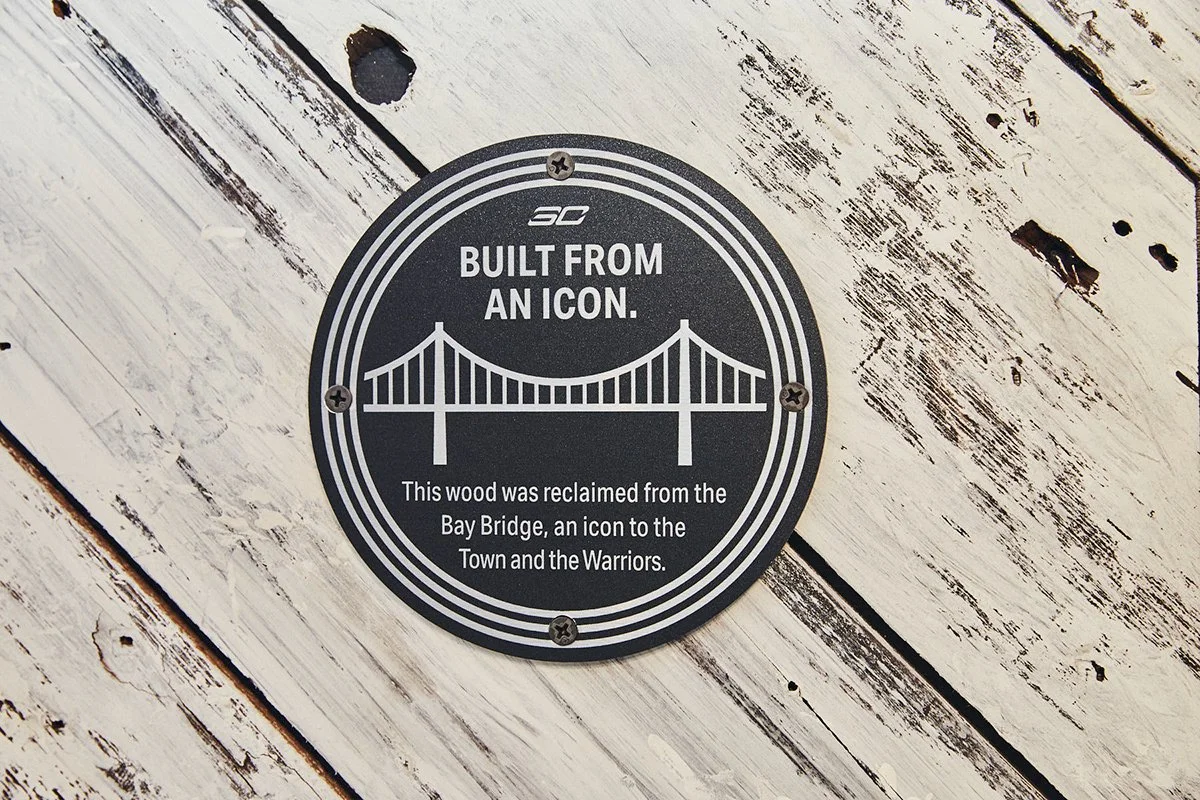 SC
BUILT FROM
AN ICON.
This wood was reclaimed from the
Bay Bridge, an icon to the
Town and the Warriors.